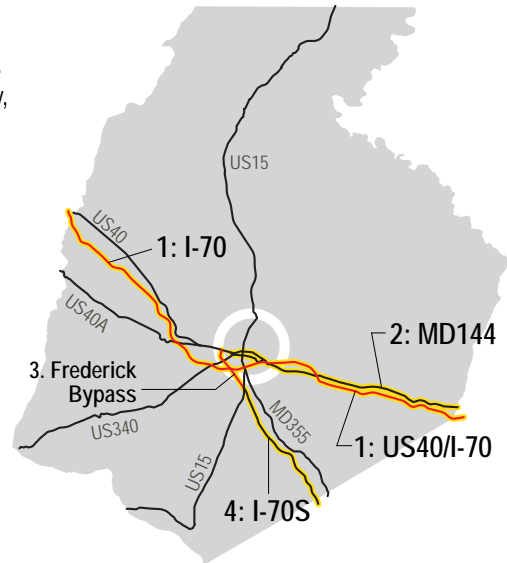 US15
US40
1: I-70
US40A
2: MD144
3. Frederick
Bypass
MD355
US340
1: US40/I-70
US15
4: I-70S